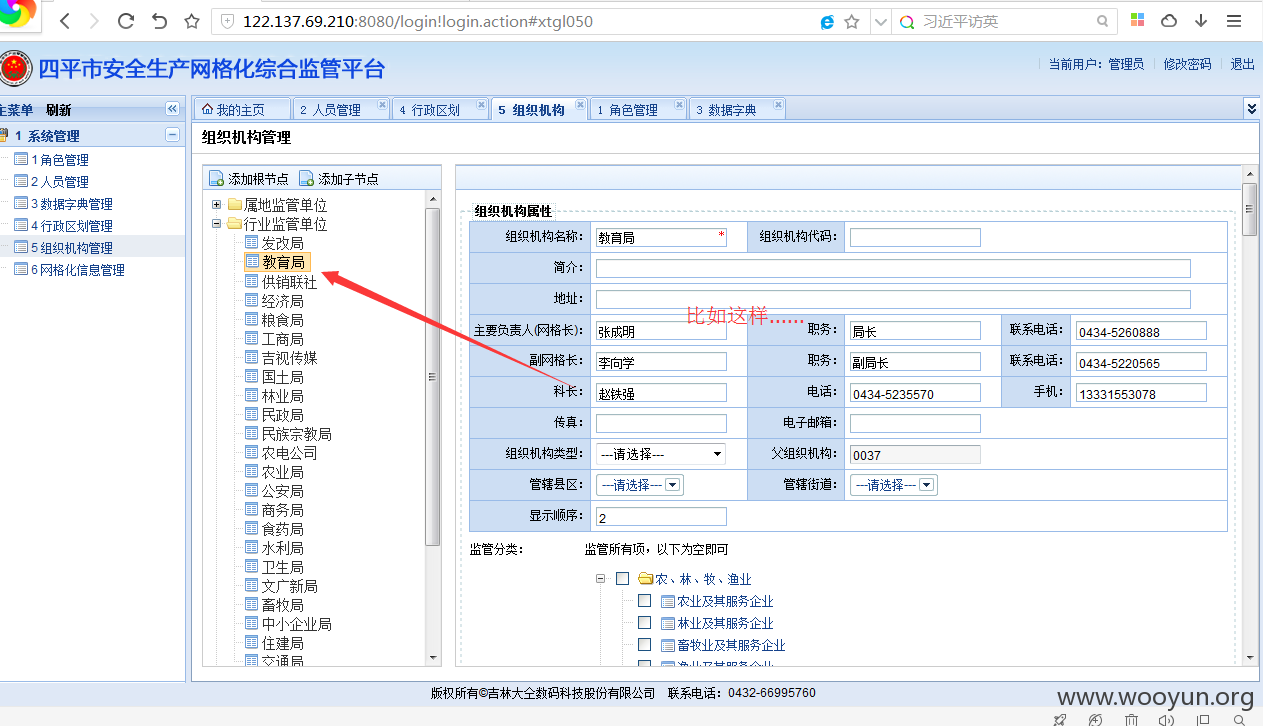 122.137.69.210:8080/login!login.action#xtgl050
习近平访英
四平市安全生产网格化综合监管平台
当前用户：管理员 修改密码 退出
主菜单 刷新
1 系统管理
1角色管理
2人员管理
3数据字典管理
4行政区划管理
5组织机构管理
6网格化信息管理
我的主页
2 人员管理
4 行政区划
5 组织机构
1 角色管理
3 数据字典
组织机构管理
添加根节点 添加子节点
属地监管单位
行业监管单位
发改局
教育局
供销联社
经济局
粮食局
工商局
吉视传媒
国土局
林业局
民政局
民族宗教局
农电公司
农业局
公安局
商务局
食药局
水利局
卫生局
文广新局
畜牧局
中小企业局
住建局
交通局
组织机构属性
组织机构名称： 教育局 * 组织机构代码：
简介：
地址：
比如这样……
主要负责人(网格长)： 张成明 职务： 局长 联系电话： 0434-5260888
副网格长： 李向学 职务： 副局长 联系电话： 0434-5220565
科长： 赵铁强 电话： 0434-5235570 手机： 13331553078
传真： 电子邮箱：
组织机构类型： ---请选择--- 父组织机构： 0037
管辖县区： ---请选择--- 管辖街道： ---请选择---
显示顺序： 2
监管分类： 监管所有项，以下为空即可
农、林、牧、渔业
农业及其服务企业
林业及其服务企业
畜牧业及其服务企业
渔业及其服务企业
版权所有©吉林大仝数码科技股份有限公司 联系电话：0432-66995760
www.wooyun.org